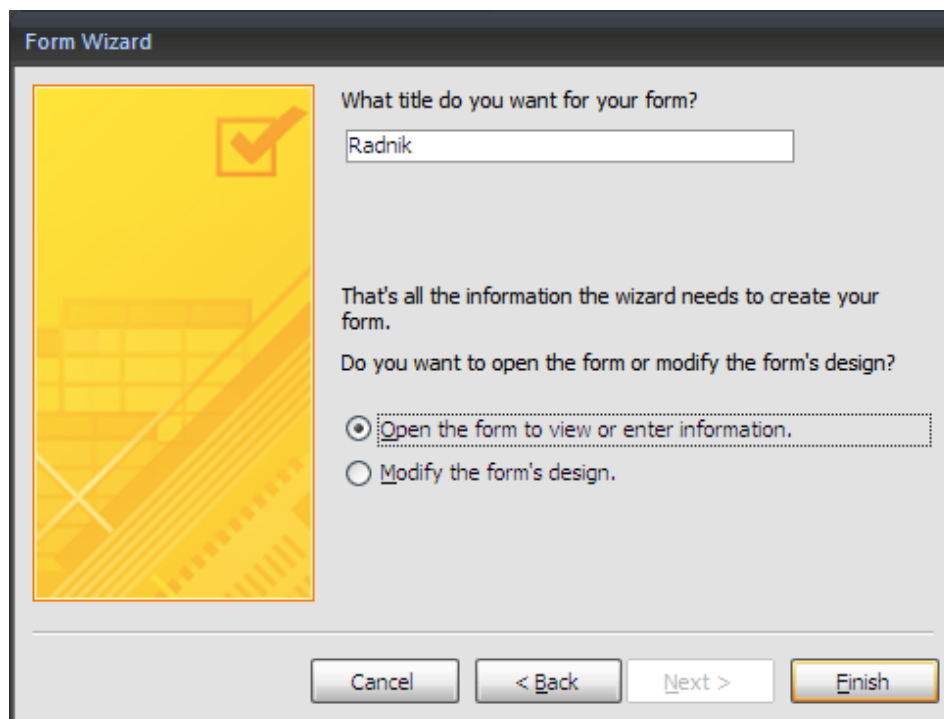 Form Wizard
What title do you want for your form?
Radnik
That's all the information the wizard needs to create your
form.
Do you want to open the form or modify the form's design?
Open the form to view or enter information.
Modify the form's design.
Cancel < Back Next > Finish